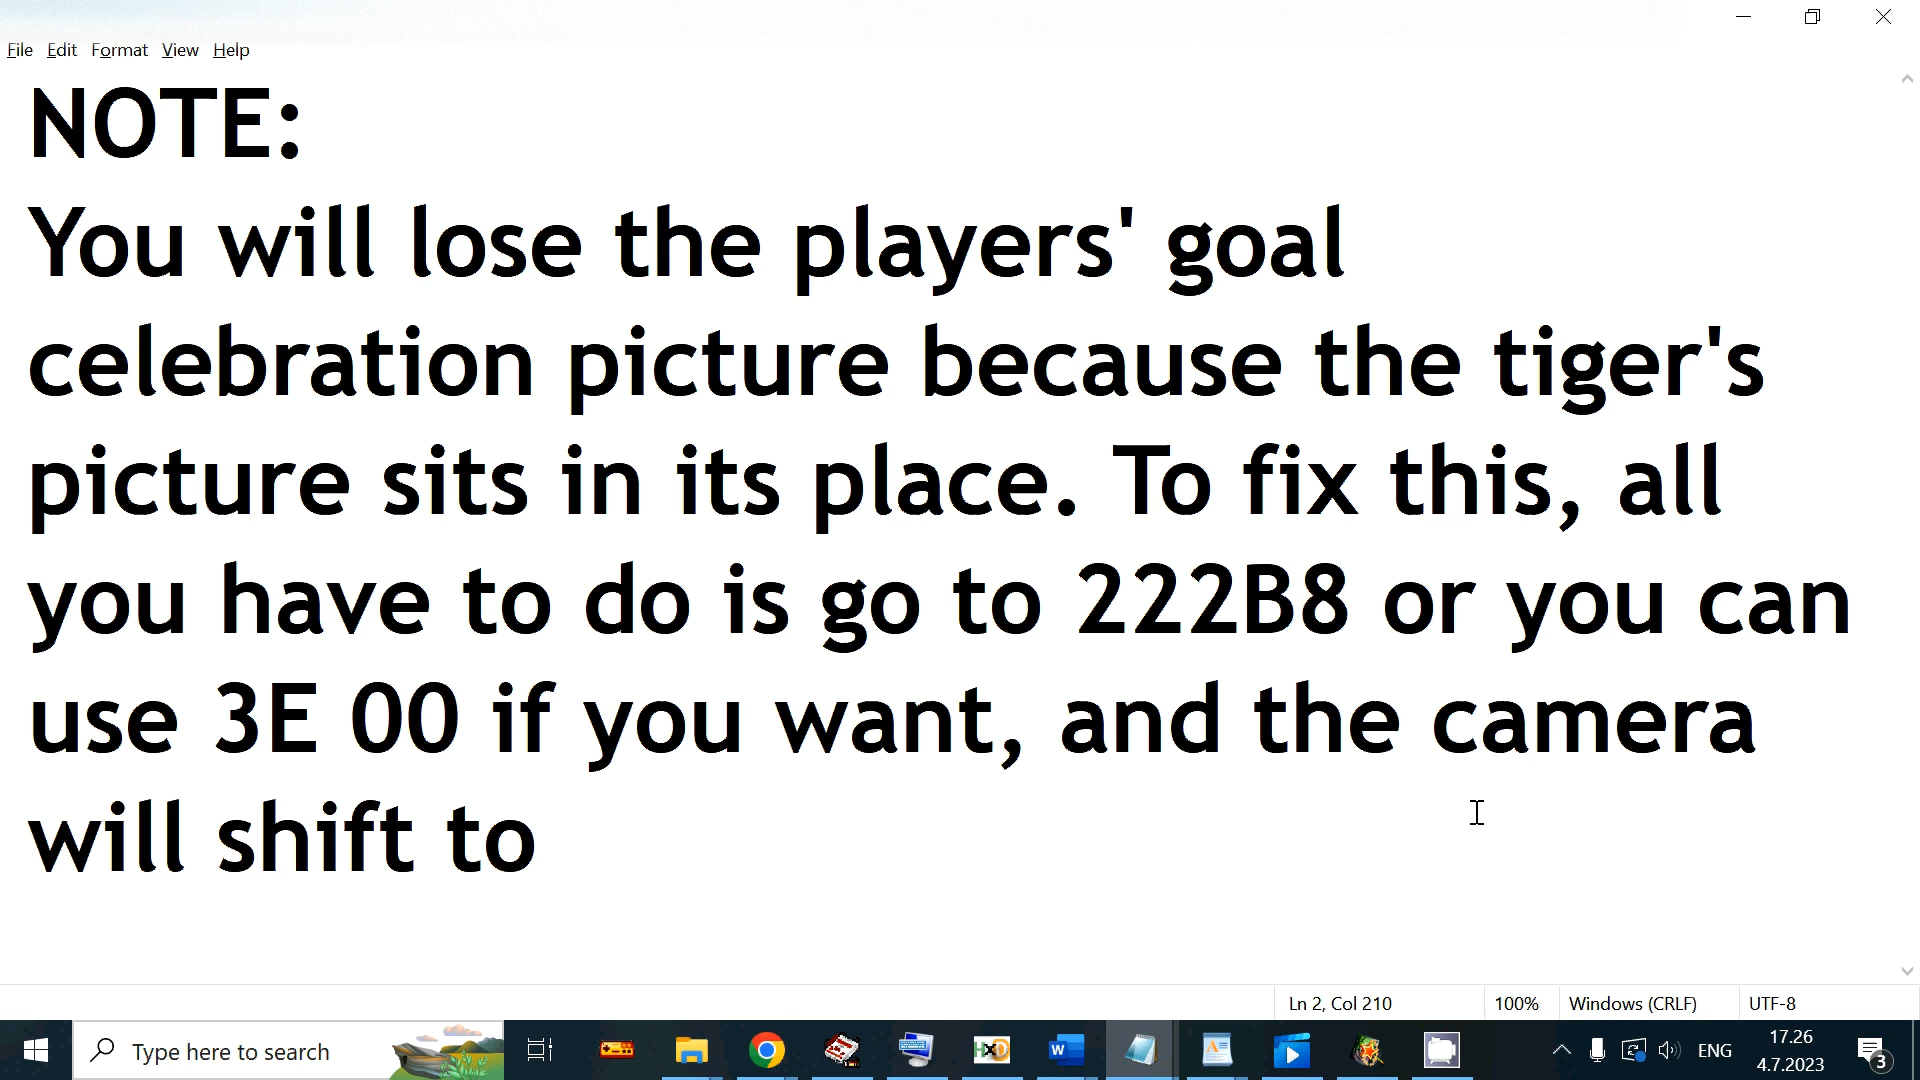 File Edit Format View Help
NOTE:
You will lose the players' goal
celebration picture because the tiger's
picture sits in its place. To fix this, all
you have to do is go to 222B8 or you can
use 3E 00 if you want, and the camera
will shift to
Ln 2, Col 210 100% Windows (CRLF) UTF-8
Type here to search
HxD
W
ENG
17.26
4.7.2023
3